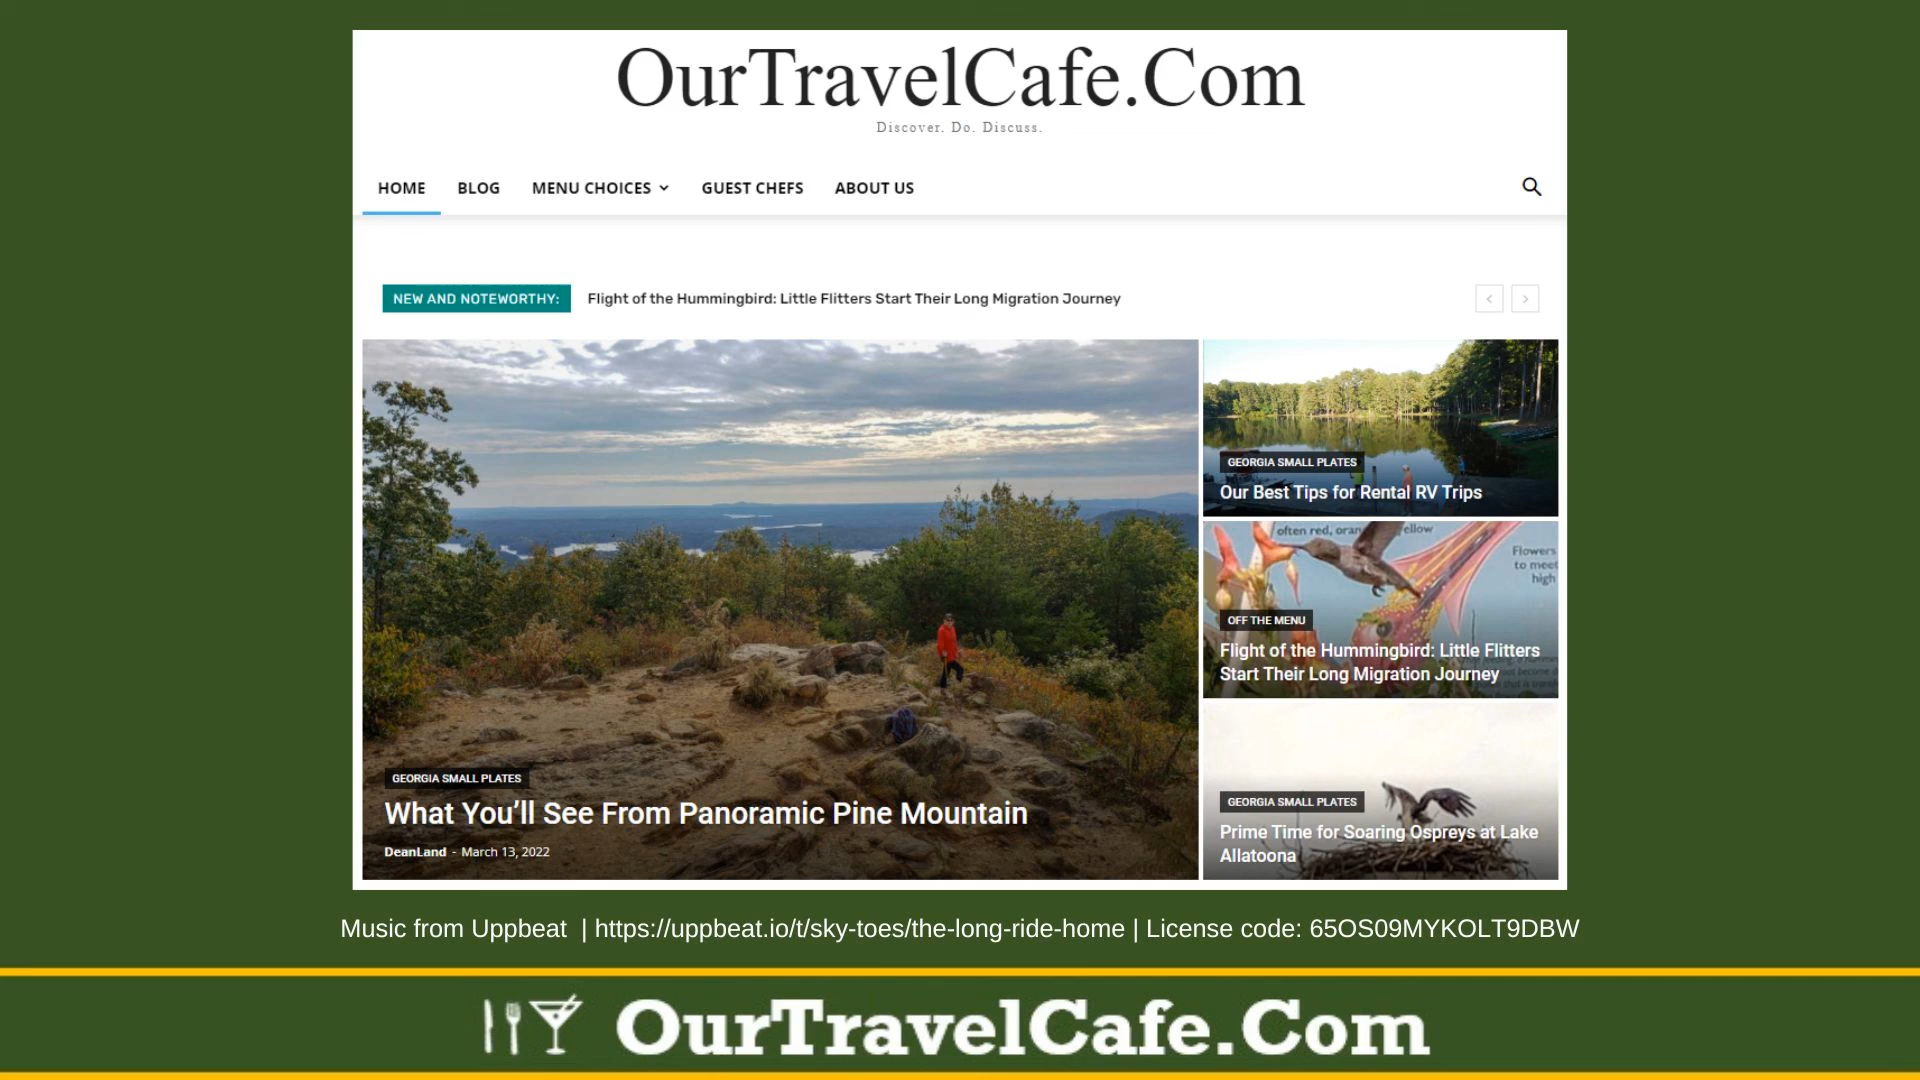 OurTravelCafe.Com
Discover. Do. Discuss.
HOME BLOG MENU CHOICES GUEST CHEFS ABOUT US
NEW AND NOTEWORTHY: Flight of the Hummingbird: Little Flitters Start Their Long Migration Journey
GEORGIA SMALL PLATES
What You’ll See From Panoramic Pine Mountain
DeanLand - March 13, 2022
GEORGIA SMALL PLATES
Our Best Tips for Rental RV Trips
often red, oran ellow
Flowers
to meet
high
OFF THE MENU
Flight of the Hummingbird: Little Flitters
Start Their Long Migration Journey
GEORGIA SMALL PLATES
Prime Time for Soaring Ospreys at Lake
Allatoona
Music from Uppbeat | https://uppbeat.io/t/sky-toes/the-long-ride-home | License code: 65OS09MYKOLT9DBW
OurTravelCafe.Com